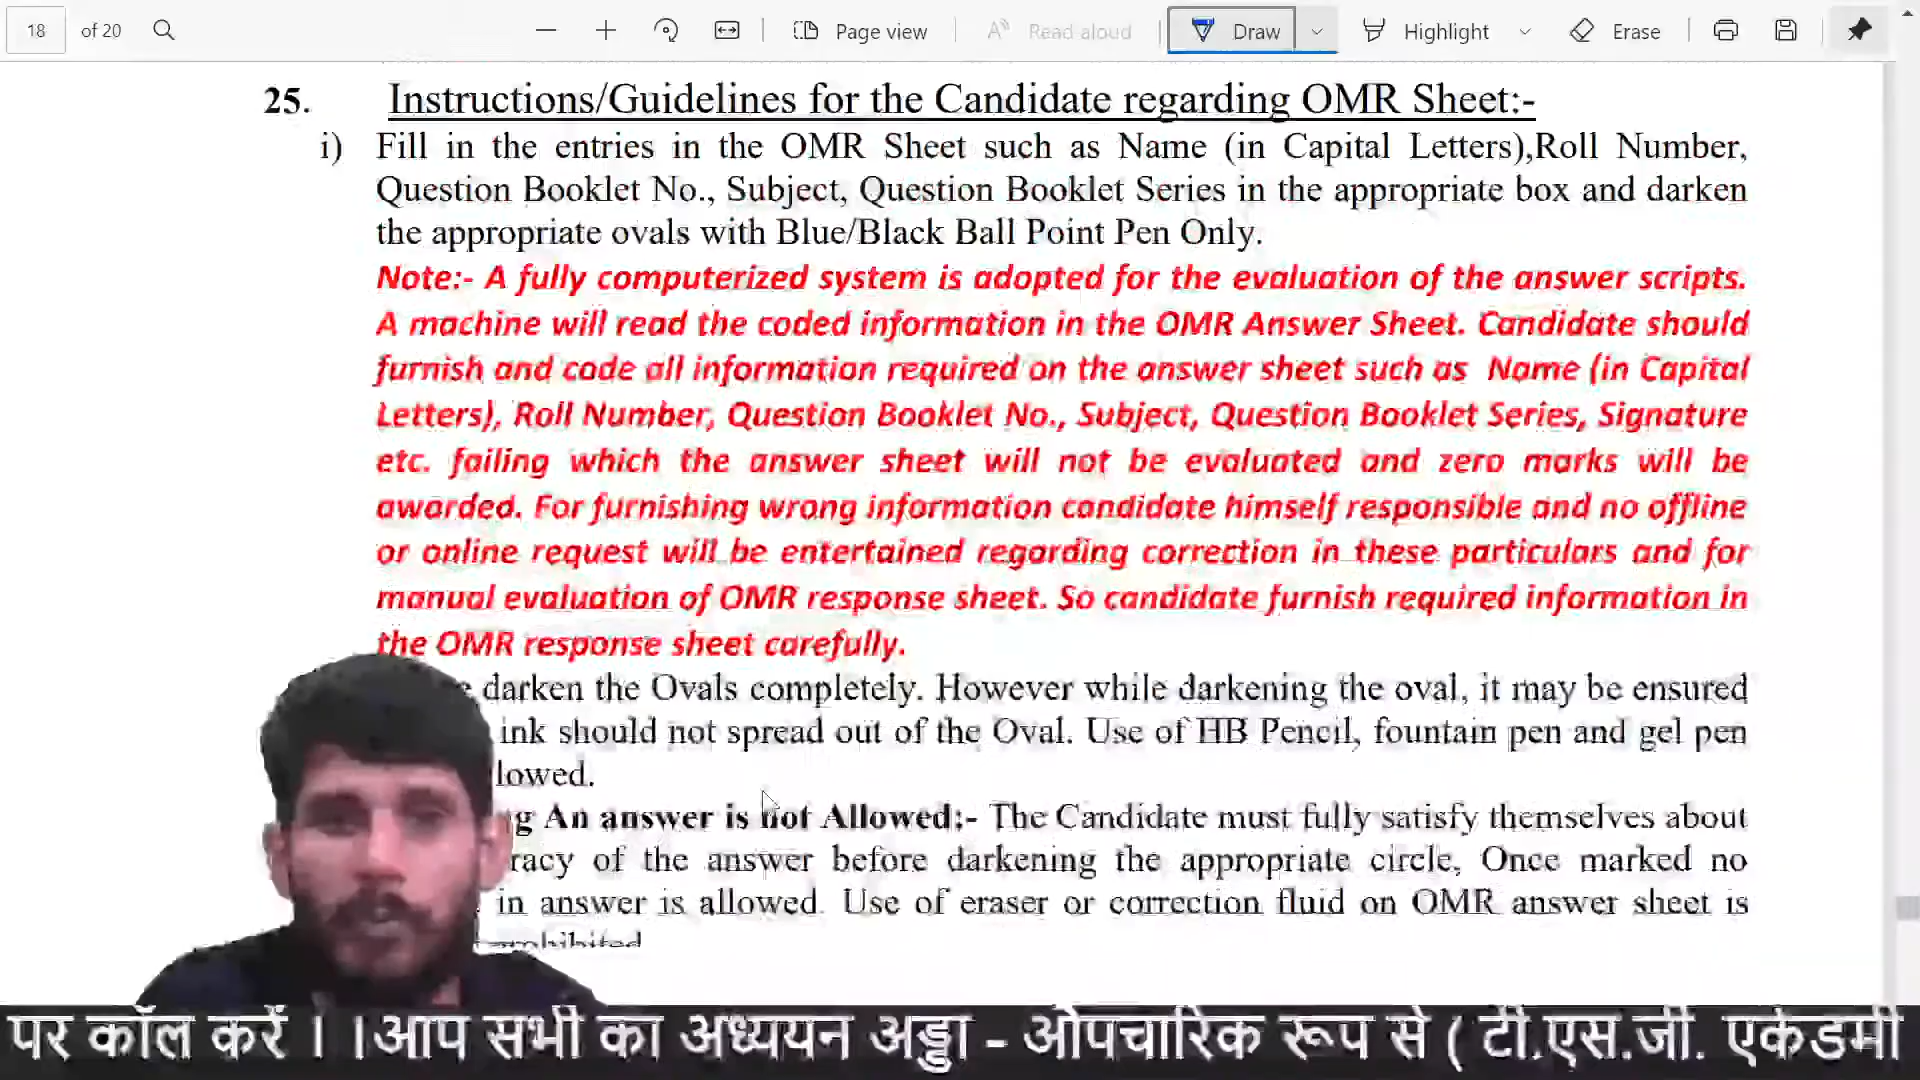 18 of 20 Page view Read aloud Draw Highlight Erase
25. Instructions/Guidelines for the Candidate regarding OMR Sheet:-
i) Fill in the entries in the OMR Sheet such as Name (in Capital Letters),Roll Number,
Question Booklet No., Subject, Question Booklet Series in the appropriate box and darken
the appropriate ovals with Blue/Black Ball Point Pen Only.
Note:- A fully computerized system is adopted for the evaluation of the answer scripts.
A machine will read the coded information in the OMR Answer Sheet. Candidate should
furnish and code all information required on the answer sheet such as Name (in Capital
Letters), Roll Number, Question Booklet No., Subject, Question Booklet Series, Signature
etc. failing which the answer sheet will not be evaluated and zero marks will be
awarded. For furnishing wrong information candidate himself responsible and no offline
or online request will be entertained regarding correction in these particulars and for
manual evaluation of OMR response sheet. So candidate furnish required information in
the OMR response sheet carefully.
darken the Ovals completely. However while darkening the oval, it may be ensured
ink should not spread out of the Oval. Use of HB Pencil, fountain pen and gel pen
lowed.
g An answer is not Allowed:- The Candidate must fully satisfy themselves about
racy of the answer before darkening the appropriate circle, Once marked no
in answer is allowed. Use of eraser or correction fluid on OMR answer sheet is
prohibited
पर कॉल करें । ।आप सभी का अध्ययन अड्डा - औपचारिक रूप से ( टी.एस.जी. एकेडमी